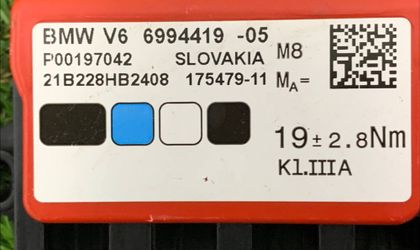 BMW V6 6994419 -05
P00197042 SLOVAKIA M8
21B228HB2408 175479-11 MA=
19 ± 2.8Nm
Kl.IIIA